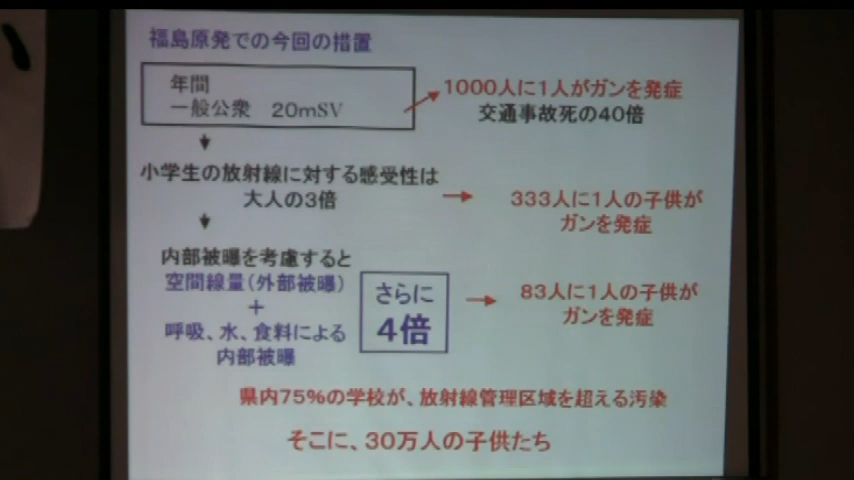 福島原発での今回の措置
年間
一般公衆 20mSV
1000人に1人がガンを発症
交通事故死の40倍
小学生の放射線に対する感受性は
大人の3倍
333人に1人の子供が
ガンを発症
内部被曝を考慮すると
空間線量(外部被曝)
+
呼吸、水、食料による
内部被曝
さらに
4倍
83人に1人の子供が
ガンを発症
県内75%の学校が、放射線管理区域を超える汚染
そこに、30万人の子供たち